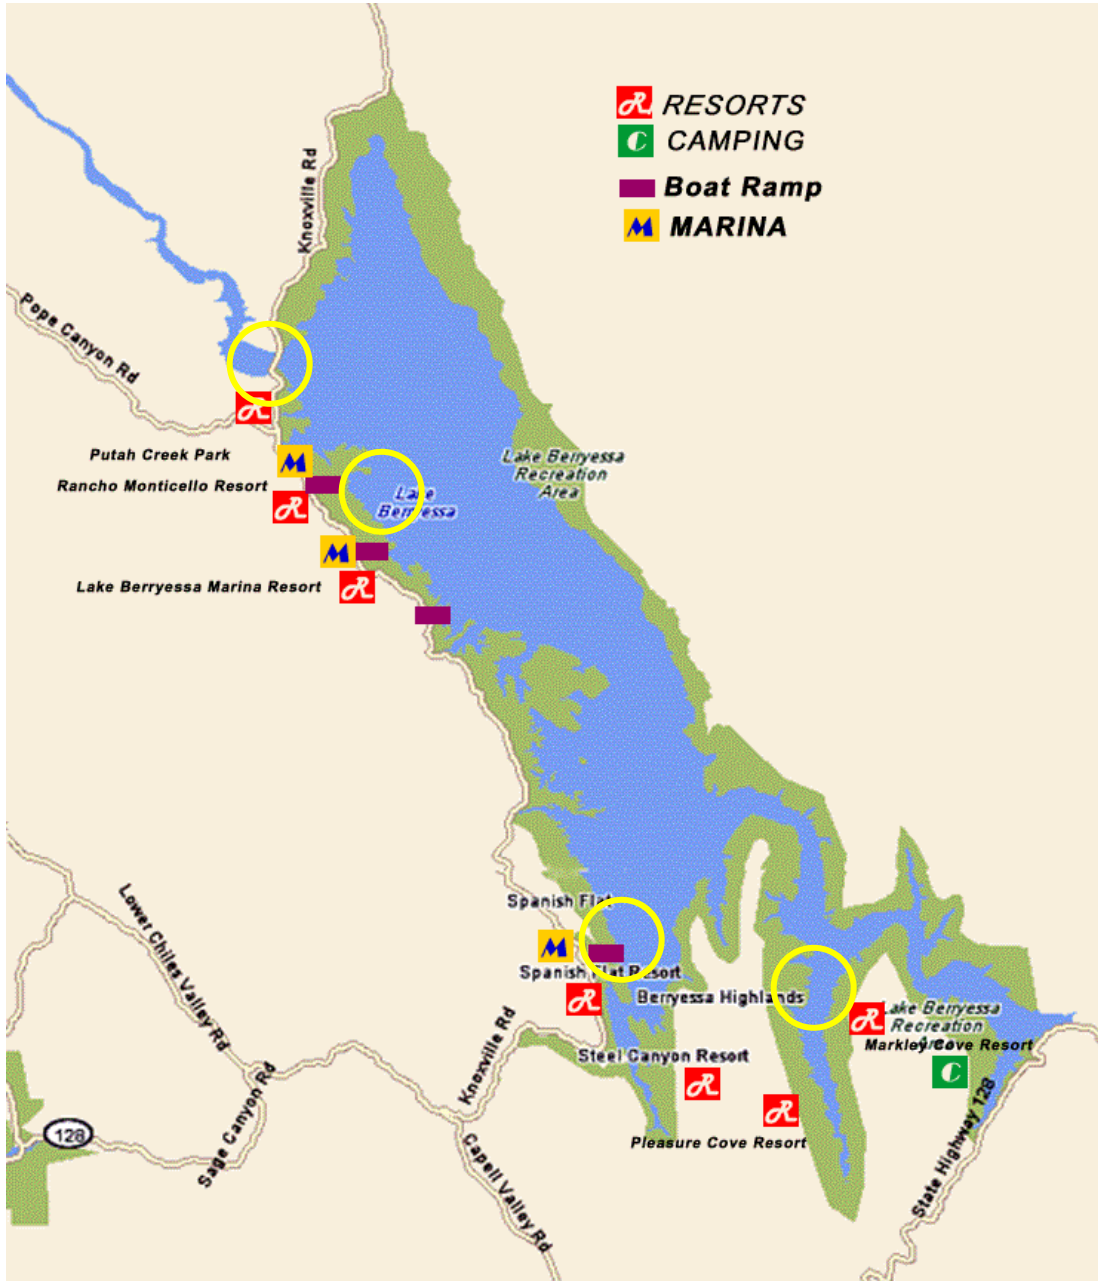 R RESORTS
C CAMPING
Boat Ramp
M MARINA
Knoxville Rd
Pope Canyon Rd
R
Putah Creek Park
M
Rancho Monticello Resort
R
Lake
Berryessa
Lake Berryessa
Recreation
Area
M
Lake Berryessa Marina Resort
R
Spanish Flat
M
Spanish Flat Resort
R
Berryessa Highlands
R
Lake Berryessa
Recreation
Area
Markley Cove Resort
C
Steel Canyon Resort
R
R
Pleasure Cove Resort
Lower Chiles Valley Rd
Knoxville Rd
Sage Canyon Rd
128
Capell Valley Rd
State Highway 128